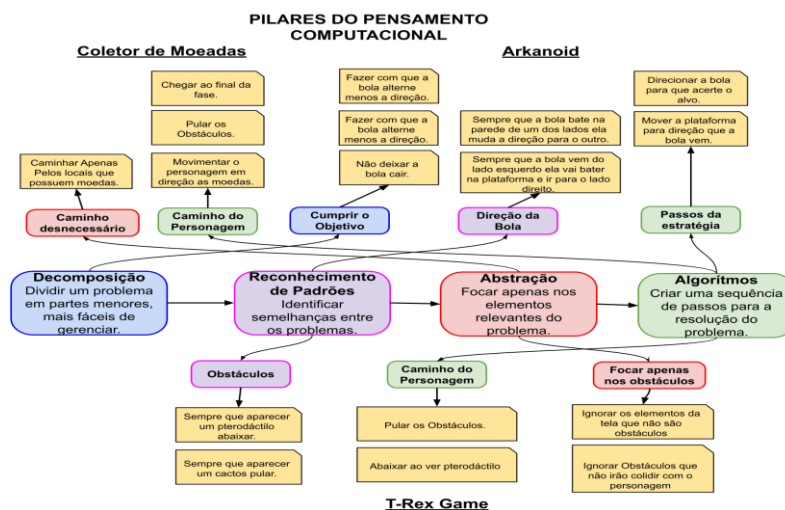 PILARES DO PENSAMENTO
COMPUTACIONAL
Coletor de Moeadas
Arkanoid
Chegar ao final da
fase.
Pular os
Obstáculos.
Caminhar Apenas
Pelos locais que
possuem moedas.
Movimentar o
personagem em
direção as moedas.
Fazer com que a
bola alterne
menos a direção.
Fazer com que a
bola alterne
menos a direção.
Não deixar a
bola cair.
Sempre que a bola bate na
parede de um dos lados ela
muda a direção para o outro.
Sempre que a bola vem do
lado esquerdo ela vai bater
na plataforma e ir para o lado
direito.
Direcionar a bola
para que acerte o
alvo.
Mover a plataforma
para direção que a
bola vem.
Caminho
desnecessário
Caminho do
Personagem
Cumprir o
Objetivo
Direção da
Bola
Passos da
estratégia
Decomposição
Dividir um problema
em partes menores,
mais fáceis de
gerenciar.
Reconhecimento
de Padrões
Identificar
semelhanças entre
os problemas.
Abstração
Focar apenas nos
elementos
relevantes do
problema.
Algorítmos
Criar uma sequência
de passos para a
resolução do
problema.
Obstáculos
Caminho do
Personagem
Focar apenas
nos obstáculos
Sempre que aparecer
um pterodáctilo
abaixar.
Sempre que aparecer
um cactos pular.
Pular os Obstáculos.
Abaixar ao ver pterodáctilo
Ignorar os elementos da
tela que não são
obstáculos
Ignorar Obstáculos que
não irão colidir com o
personagem
T-Rex Game